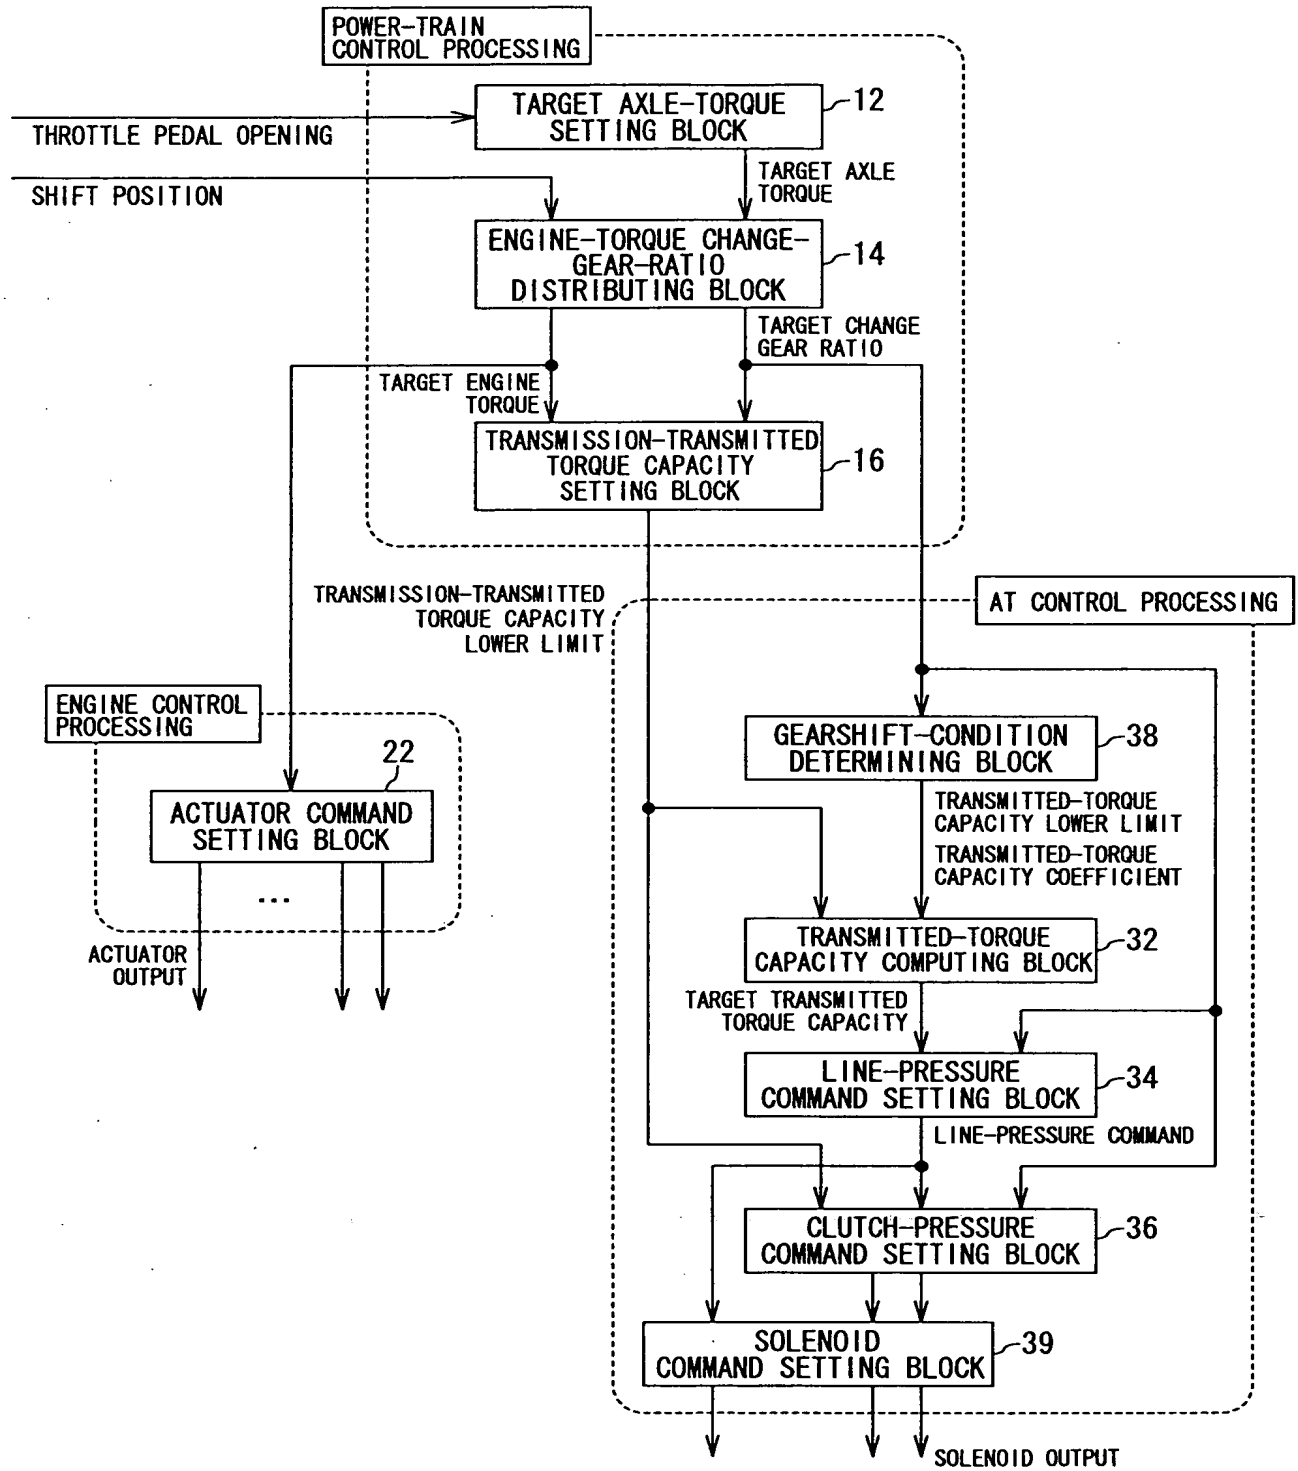 POWER-TRAIN
CONTROL PROCESSING
TARGET AXLE-TORQUE
SETTING BLOCK
12
THROTTLE PEDAL OPENING
TARGET AXLE
TORQUE
SHIFT POSITION
ENGINE-TORQUE CHANGE-
GEAR-RATIO
DISTRIBUTING BLOCK
14
TARGET CHANGE
GEAR RATIO
TARGET ENGINE
TORQUE
TRANSMISSION-TRANSMITTED
TORQUE CAPACITY
SETTING BLOCK
16
TRANSMISSION-TRANSMITTED
TORQUE CAPACITY
LOWER LIMIT
AT CONTROL PROCESSING
ENGINE CONTROL
PROCESSING
22
ACTUATOR COMMAND
SETTING BLOCK
...
ACTUATOR
OUTPUT
GEARSHIFT-CONDITION
DETERMINING BLOCK
38
TRANSMITTED-TORQUE
CAPACITY LOWER LIMIT
TRANSMITTED-TORQUE
CAPACITY COEFFICIENT
TRANSMITTED-TORQUE
CAPACITY COMPUTING BLOCK
32
TARGET TRANSMITTED
TORQUE CAPACITY
LINE-PRESSURE
COMMAND SETTING BLOCK
34
LINE-PRESSURE COMMAND
CLUTCH-PRESSURE
COMMAND SETTING BLOCK
36
SOLENOID
COMMAND SETTING BLOCK
39
SOLENOID OUTPUT